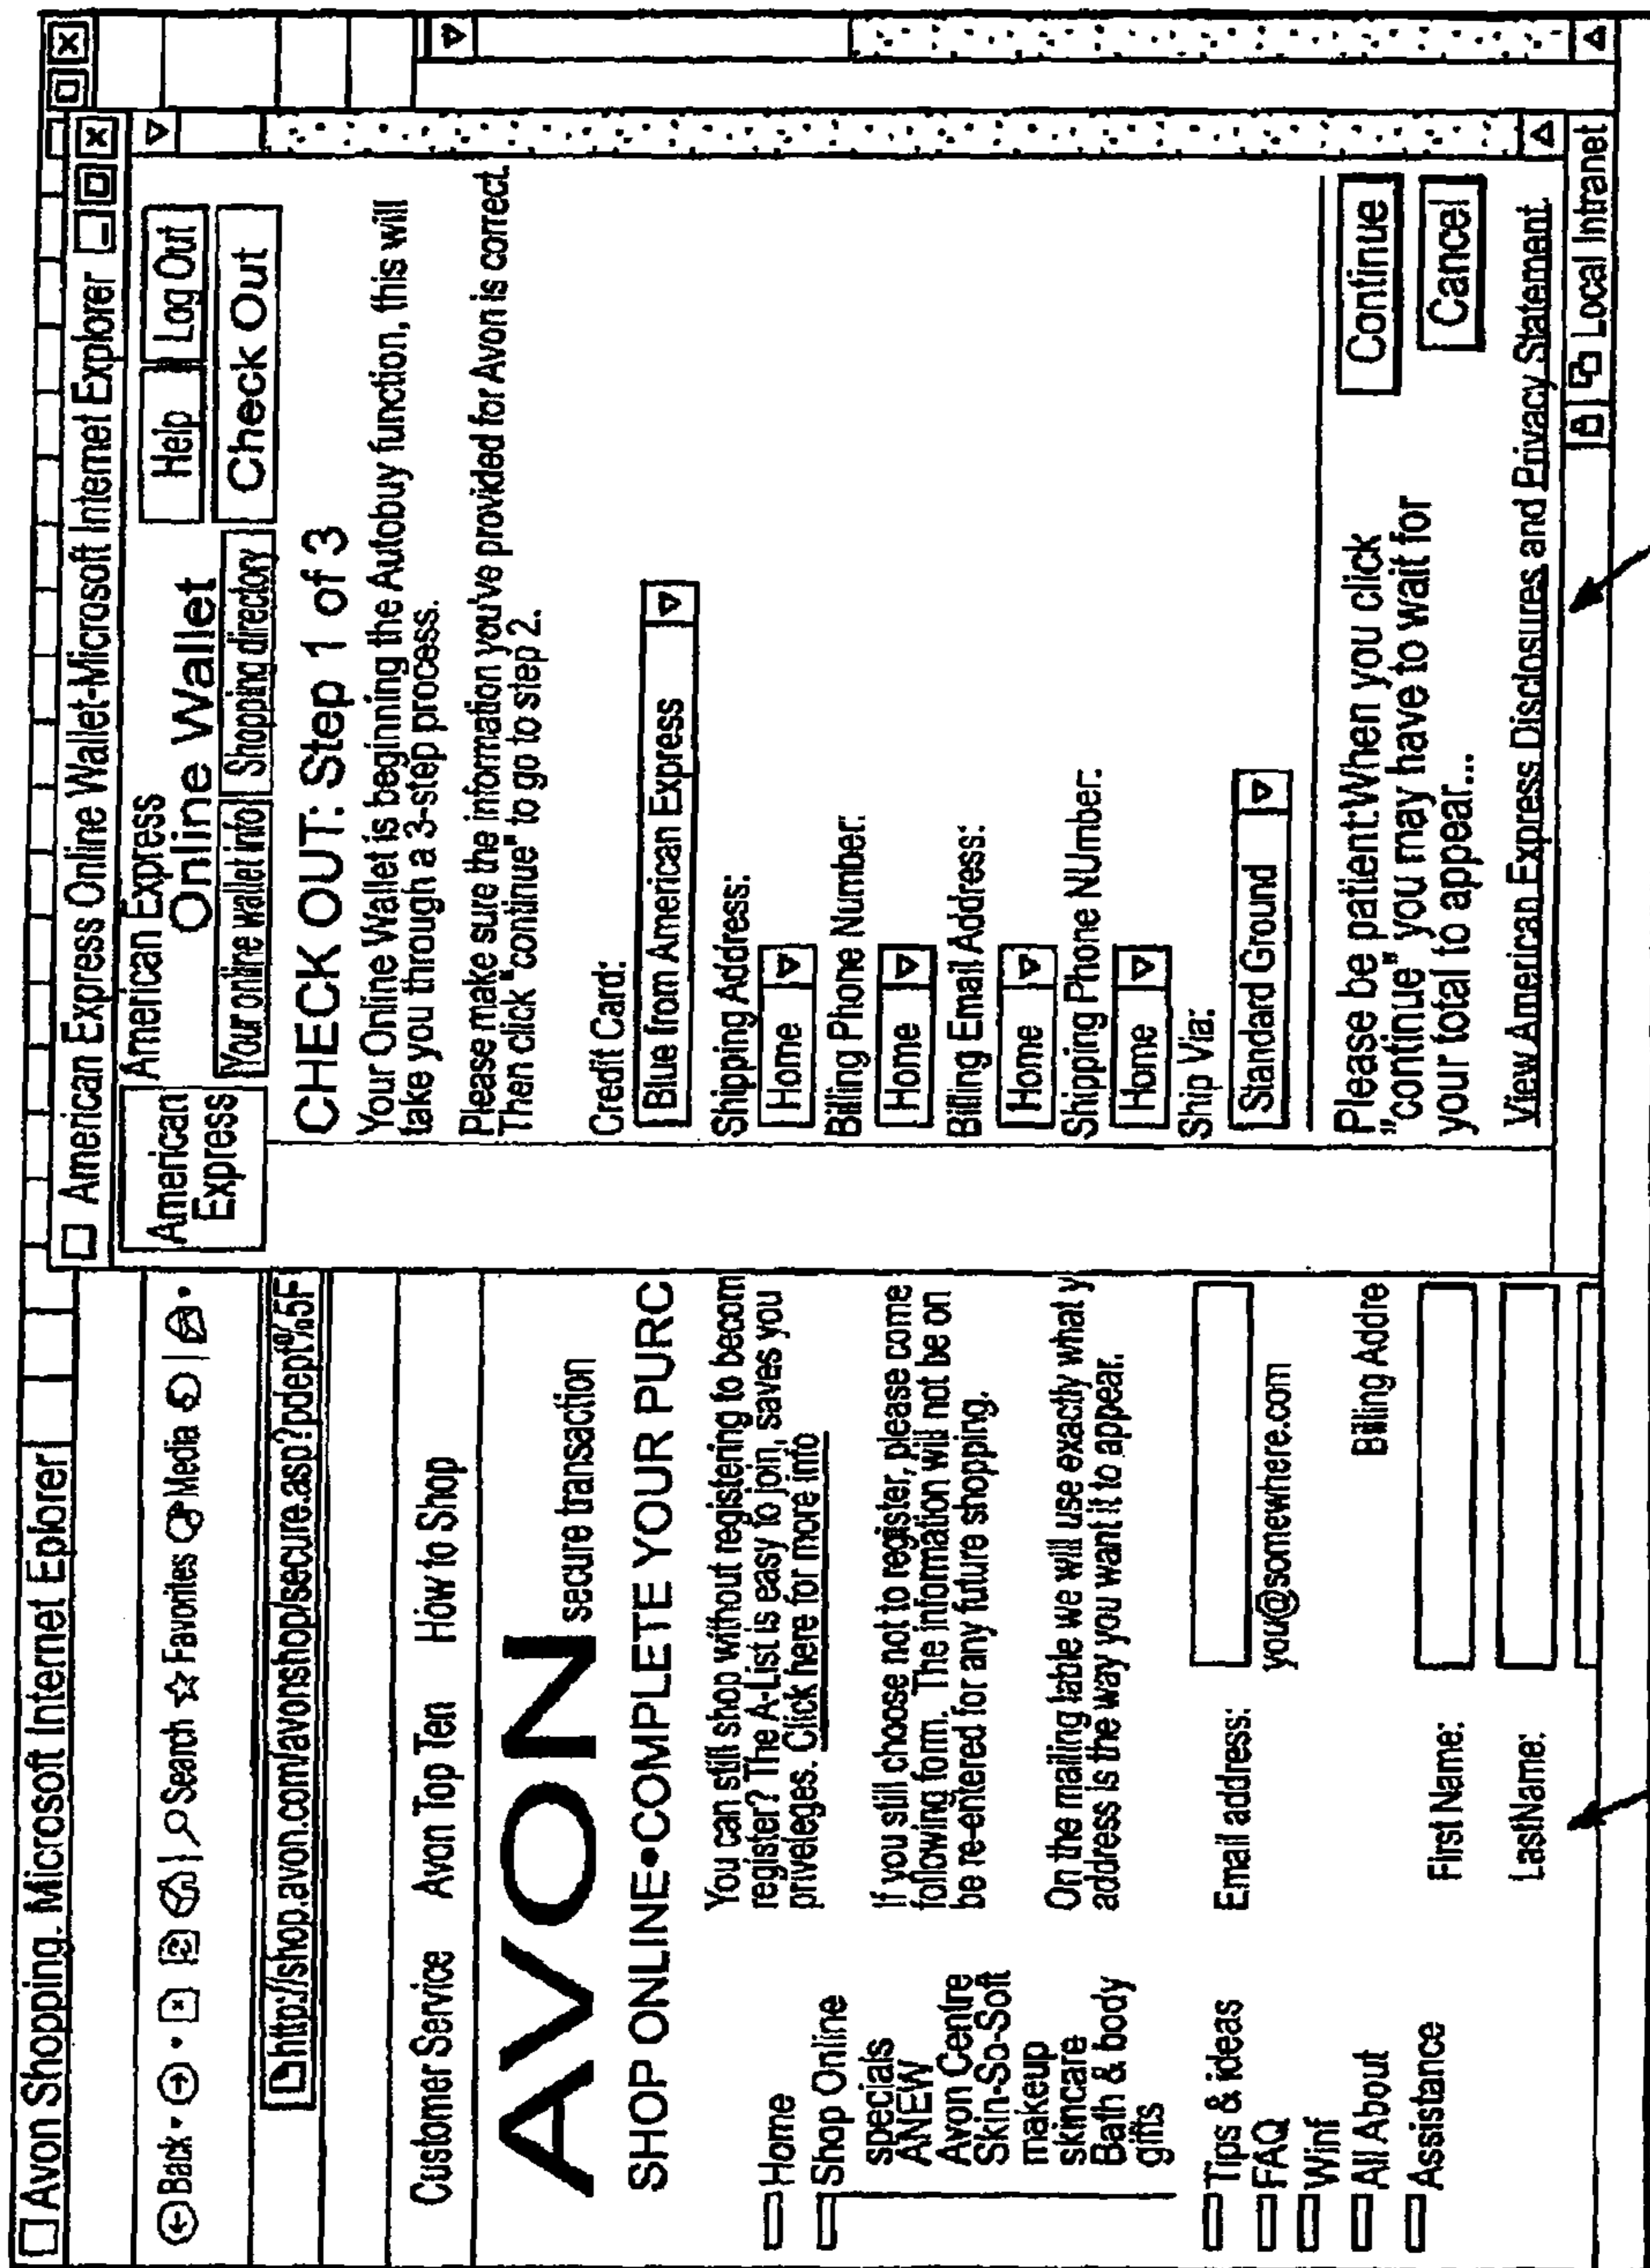 Avon Shopping. Microsoft Internet Eplorer
Back
Search
Favorites
Media
http://shop.avon.com/avonshop/secure.asp?pdept%5F
Customer Service
Avon Top Ten
How to Shop
AVON
secure transaction
SHOP ONLINE•COMPLETE YOUR PURC
Home
Shop Online
specials
ANEW
Avon Centre
Skin-So-Soft
makeup
skincare
Bath & body
gifts
Tips & ideas
FAQ
Winf
All About
Assistance
You can still shop without registering to becom
register? The A-List is easy to join, saves you
priveleges. Click here for more into
If you still choose not to register, please come
following form. The information will not be on
be re-entered for any future shopping.
On the mailing lable we will use exactly what y
address is the way you want it to appear.
Email address:
you@somewhere.com
Billing Addre
First Name:
LastName:
American Express Online Wallet-Microsoft Internet Explorer
American
Express
American Express
Online Wallet
Help
Log Out
Your online wallet info
Shopping directory
Check Out
CHECK OUT: Step 1 of 3
Your Online Wallet is beginning the Autobuy function, this will
take you through a 3-step process.
Please make sure the information you've provided for Avon is correct.
Then click "continue" to go to step 2.
Credit Card:
Blue from American Express
Shipping Address:
Home
Billing Phone Number:
Home
Billing Email Address:
Home
Shipping Phone NUmber:
Home
Ship Via:
Standard Ground
Please be patient:When you click
"continue" you may have to wait for
your total to appear...
Continue
Cancel
View American Express Disclosures and Privacy Statement.
Local Intranet